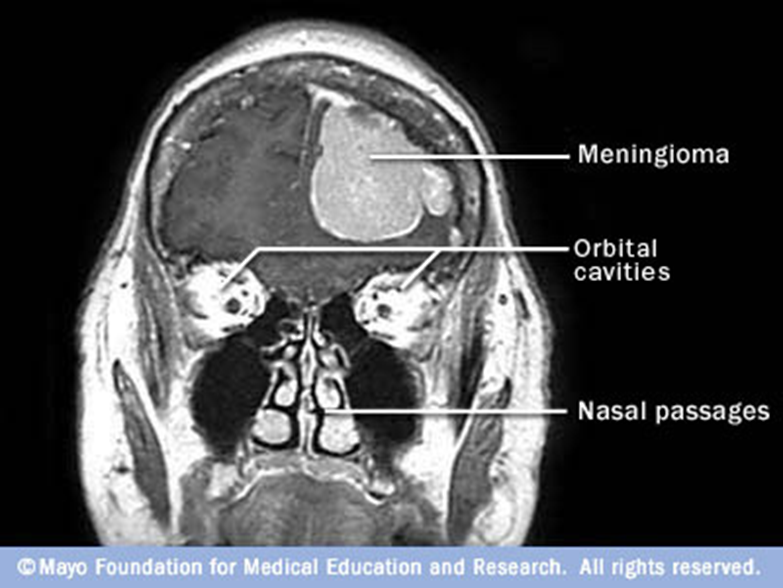 Meningioma
Orbital
cavities
Nasal passages
©Mayo Foundation for Medical Education and Research. All rights reserved.